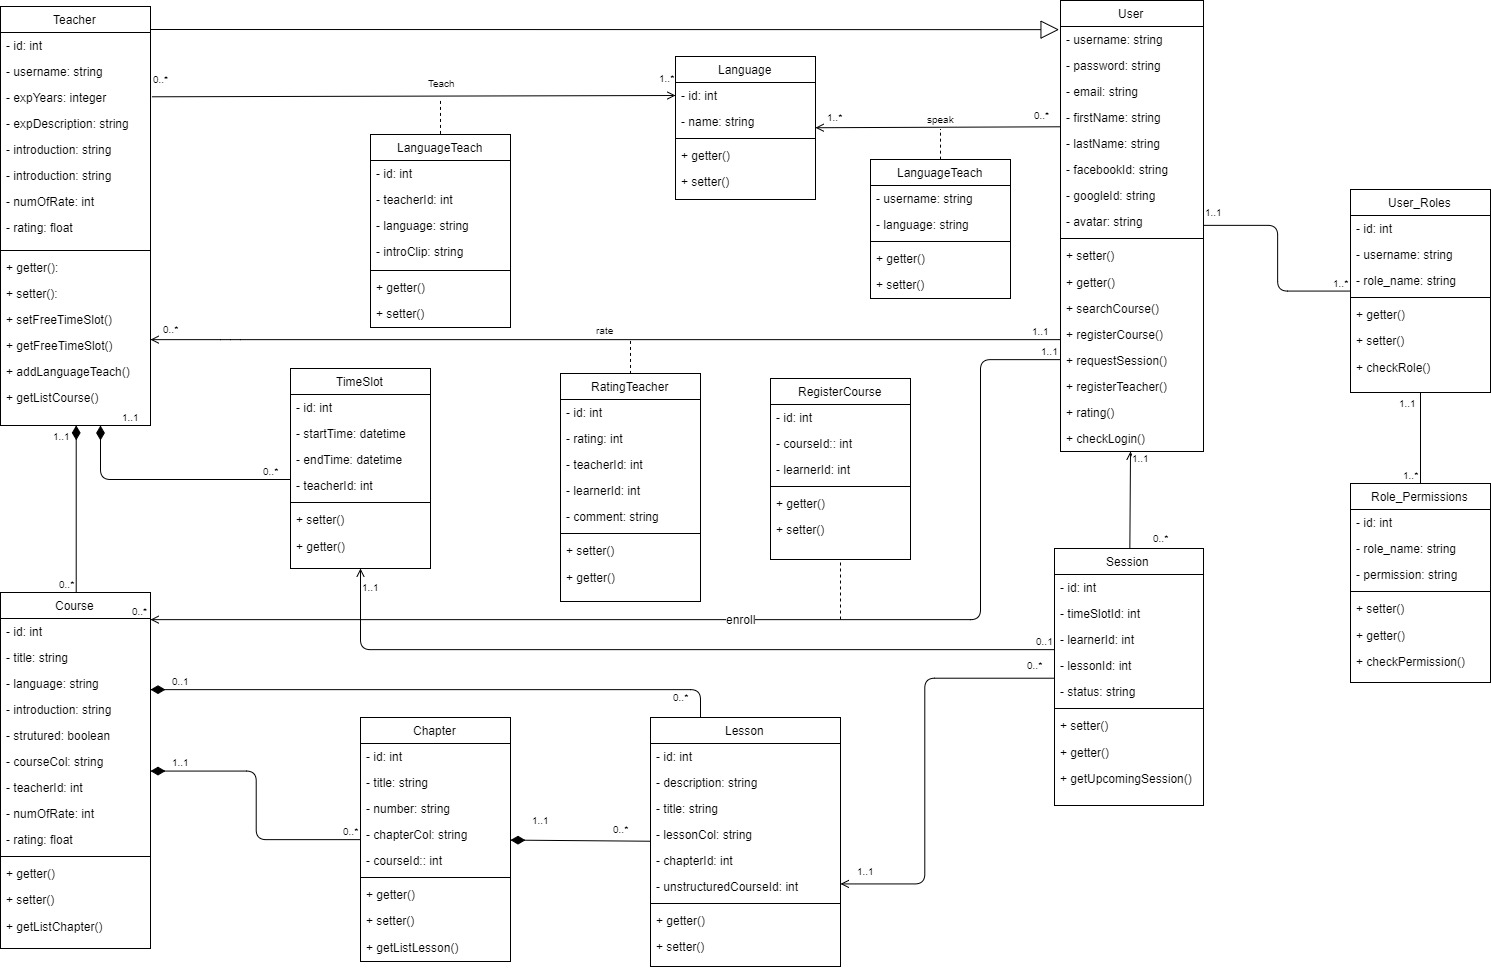 Teacher
- id: int
- username: string
- expYears: integer
- expDescription: string
- introduction: string
- introduction: string
- numOfRate: int
- rating: float
+ getter():
+ setter():
+ setFreeTimeSlot()
+ getFreeTimeSlot()
+ addLanguageTeach()
+ getListCourse()
0..*
Teach
1..*
LanguageTeach
- id: int
- teacherId: int
- language: string
- introClip: string
+ getter()
+ setter()
Language
- id: int
- name: string
+ getter()
+ setter()
1..*
speak
0..*
LanguageTeach
- username: string
- language: string
+ getter()
+ setter()
User
- username: string
- password: string
- email: string
- firstName: string
- lastName: string
- facebookId: string
- googleId: string
- avatar: string
+ setter()
+ getter()
+ searchCourse()
+ registerCourse()
+ requestSession()
+ registerTeacher()
+ rating()
+ checkLogin()
1..1
1..*
User_Roles
- id: int
- username: string
- role_name: string
+ getter()
+ setter()
+ checkRole()
1..1
1..*
Role_Permissions
- id: int
- role_name: string
- permission: string
+ setter()
+ getter()
+ checkPermission()
0..*
rate
1..1
1..1
1..1
1..1
0..*
TimeSlot
- id: int
- startTime: datetime
- endTime: datetime
- teacherId: int
+ setter()
+ getter()
1..1
RatingTeacher
- id: int
- rating: int
- teacherId: int
- learnerId: int
- comment: string
+ setter()
+ getter()
RegisterCourse
- id: int
- courseId:: int
- learnerId: int
+ getter()
+ setter()
1..1
0..*
Session
- id: int
- timeSlotId: int
- learnerId: int
- lessonId: int
- status: string
+ setter()
+ getter()
+ getUpcomingSession()
0..1
0..*
0..*
0..*
enroll
Course
- id: int
- title: string
- language: string
- introduction: string
- strutured: boolean
- courseCol: string
- teacherId: int
- numOfRate: int
- rating: float
+ getter()
+ setter()
+ getListChapter()
0..1
0..*
1..1
0..*
Chapter
- id: int
- title: string
- number: string
- chapterCol: string
- courseId:: int
+ getter()
+ setter()
+ getListLesson()
1..1
0..*
Lesson
- id: int
- description: string
- title: string
- lessonCol: string
- chapterId: int
- unstructuredCourseId: int
+ getter()
+ setter()
1..1